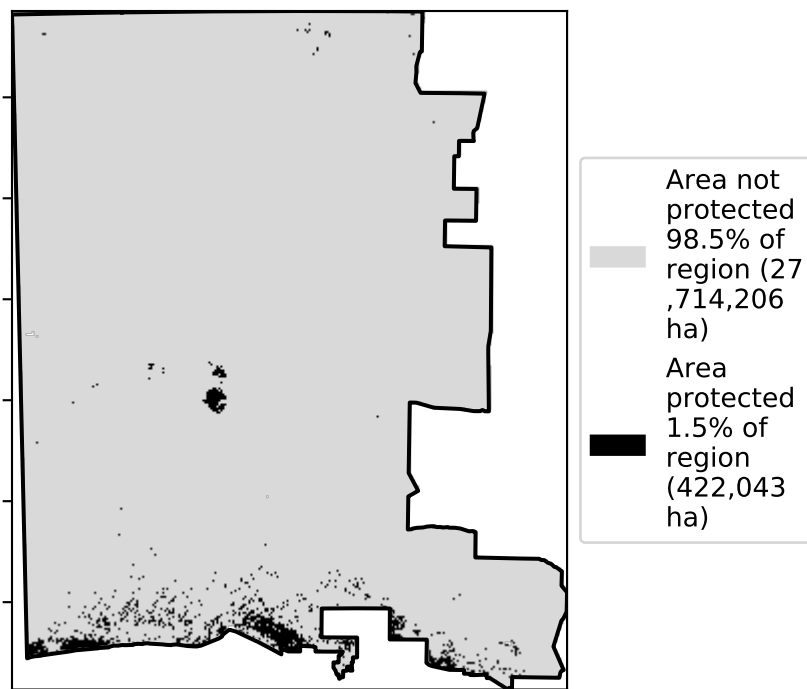 Area not
protected
98.5% of
region (27
,714,206
ha)
Area
protected
1.5% of
region
(422,043
ha)